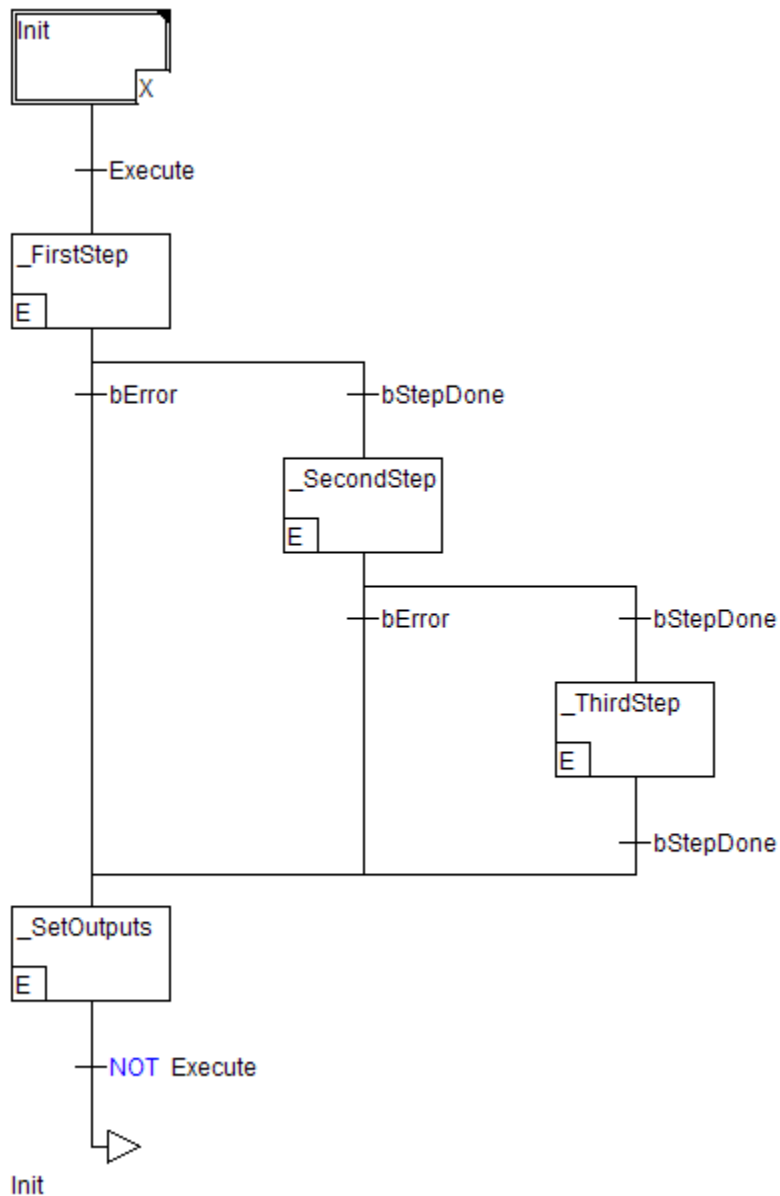 Init
X
Execute
_FirstStep
E
bError
bStepDone
_SecondStep
E
bError
bStepDone
_ThirdStep
E
bStepDone
_SetOutputs
E
NOT Execute
Init